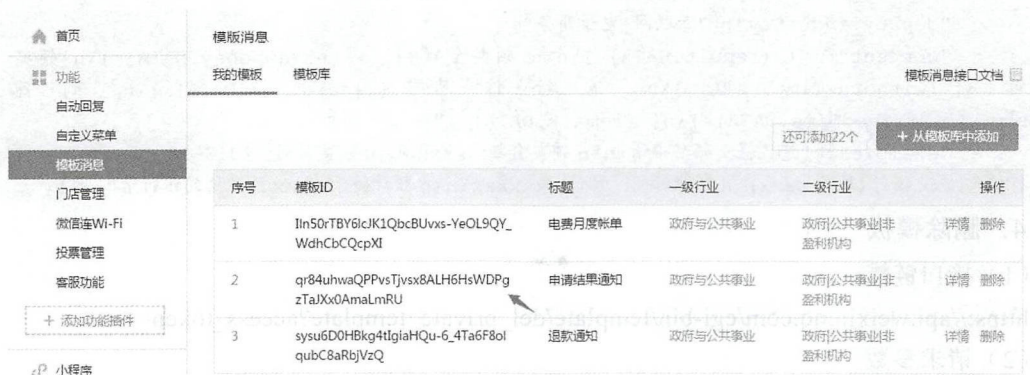 首页
功能
自动回复
自定义菜单
模板消息
门店管理
微信连Wi-Fi
投票管理
客服功能
+ 添加功能插件
小程序
模版消息
我的模板 模板库 模板消息接口文档
还可添加22个 + 从模板库中添加
序号 模板ID 标题 一级行业 二级行业 操作
1 IIn50rTBY6lcJK1QbcBUvxs-YeOL9QY_ 电费月度帐单 政府与公共事业 政府|公共事业|非 详情 删除
WdhCbCQcpXI 盈利机构
2 qr84uhwaQPPvsTjvsx8ALH6HsWDPg 申请结果通知 政府与公共事业 政府|公共事业|非 详情 删除
zTaJXx0AmaLmRU 盈利机构
3 sysu6D0HBkg4tIgiaHQu-6_4Ta6F8ol 退款通知 政府与公共事业 政府|公共事业|非 详情 删除
qubC8aRbjVzQ 盈利机构